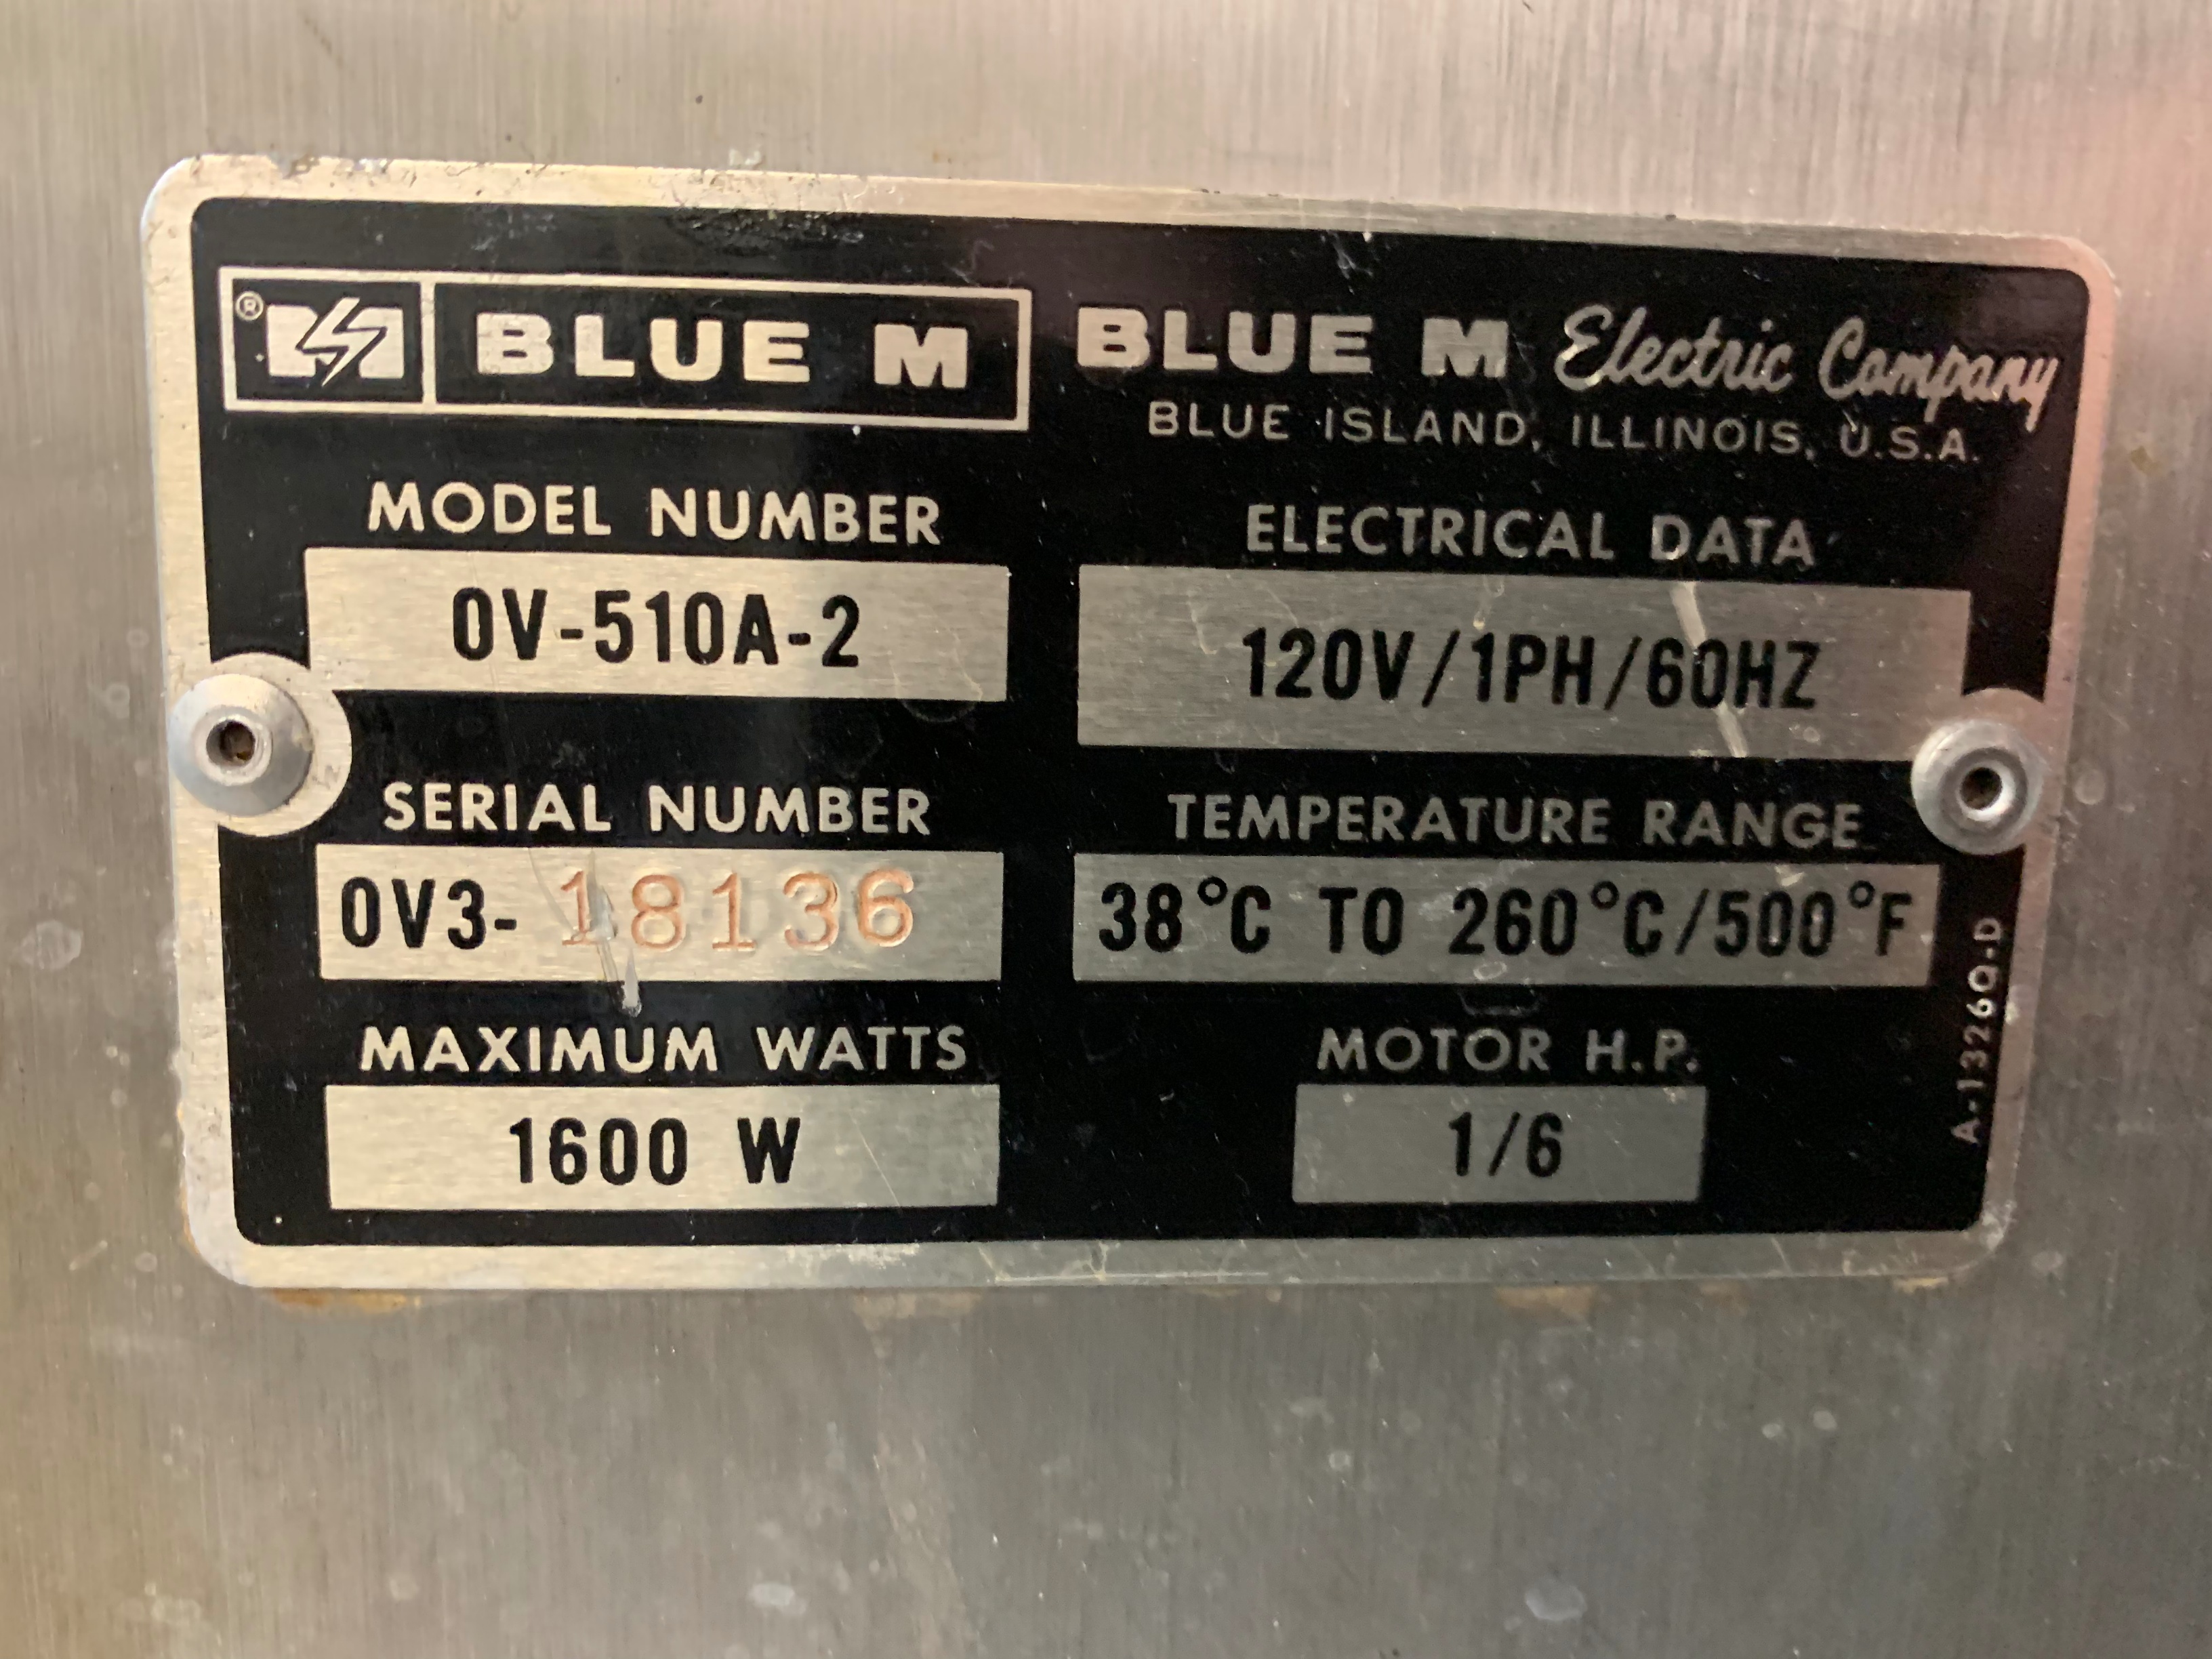 ® M BLUE M
BLUE M Electric Company
BLUE ISLAND, ILLINOIS, U.S.A.
MODEL NUMBER
OV-510A-2
ELECTRICAL DATA
120V/1PH/60HZ
SERIAL NUMBER
OV3-18136
TEMPERATURE RANGE
38°C TO 260°C/500°F
MAXIMUM WATTS
1600 W
MOTOR H.P.
1/6
A-1326Q-D